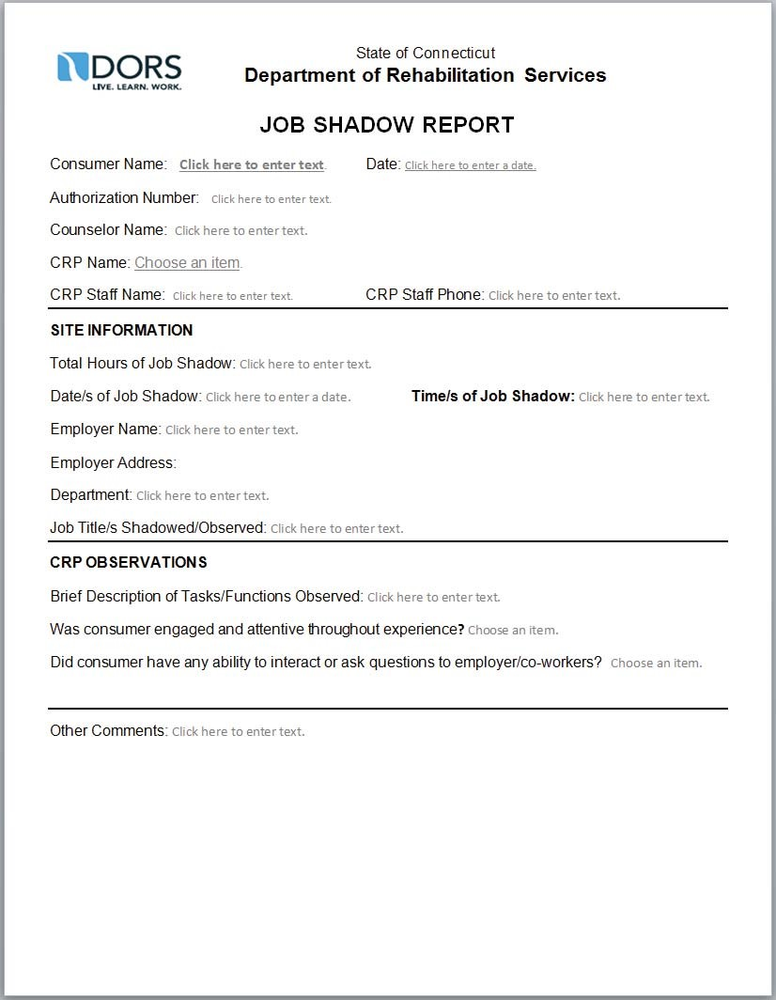 DORS
LIVE. LEARN. WORK.
State of Connecticut
Department of Rehabilitation Services
JOB SHADOW REPORT
Consumer Name: Click here to enter text. Date: Click here to enter a date.
Authorization Number: Click here to enter text.
Counselor Name: Click here to enter text.
CRP Name: Choose an item.
CRP Staff Name: Click here to enter text. CRP Staff Phone: Click here to enter text.
SITE INFORMATION
Total Hours of Job Shadow: Click here to enter text.
Date/s of Job Shadow: Click here to enter a date. Time/s of Job Shadow: Click here to enter text.
Employer Name: Click here to enter text.
Employer Address:
Department: Click here to enter text.
Job Title/s Shadowed/Observed: Click here to enter text.
CRP OBSERVATIONS
Brief Description of Tasks/Functions Observed: Click here to enter text.
Was consumer engaged and attentive throughout experience? Choose an item.
Did consumer have any ability to interact or ask questions to employer/co-workers? Choose an item.
Other Comments: Click here to enter text.